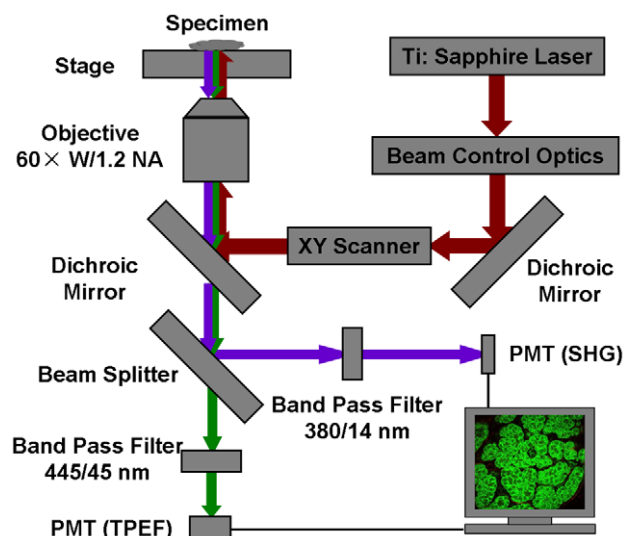 Specimen
Stage
Ti: Sapphire Laser
Objective
60× W/1.2 NA
Beam Control Optics
XY Scanner
Dichroic
Mirror
Dichroic
Mirror
Beam Splitter
PMT (SHG)
Band Pass Filter
380/14 nm
Band Pass Filter
445/45 nm
PMT (TPEF)